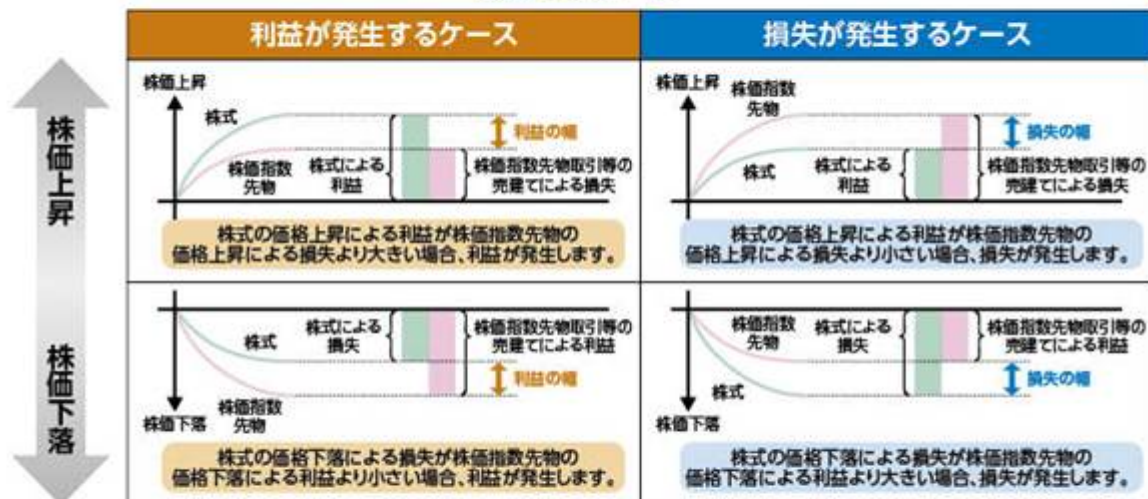 利益が発生するケース
損失が発生するケース
株価上昇
株価上昇
株式
株価指数
先物
株式による
利益
利益の幅
株価指数先物取引等の
売建てによる損失
株式の価格上昇による利益が株価指数先物の
価格上昇による損失より大きい場合、利益が発生します。
株価上昇
株価指数
先物
株式
株式による
利益
損失の幅
株価指数先物取引等の
売建てによる損失
株式の価格上昇による利益が株価指数先物の
価格上昇による損失より小さい場合、損失が発生します。
株価下落
株式
株価指数
先物
株価下落
株式による
損失
株価指数先物取引等の
売建てによる利益
利益の幅
株式の価格下落による損失が株価指数先物の
価格下落による利益より小さい場合、利益が発生します。
株価指数
先物
株式
株価下落
株式による
損失
株価指数先物取引等の
売建てによる利益
損失の幅
株式の価格下落による損失が株価指数先物の
価格下落による利益より大きい場合、損失が発生します。